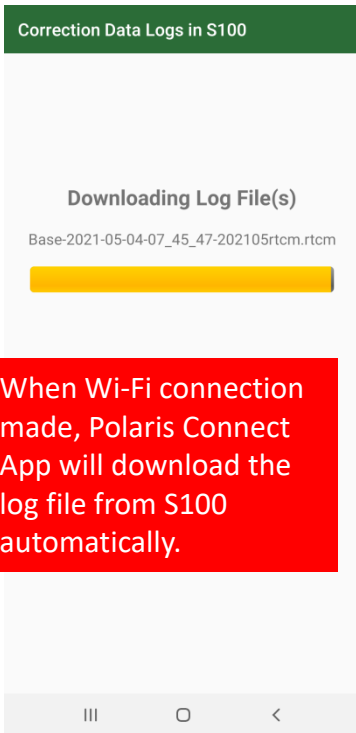 Correction Data Logs in S100
Downloading Log File(s)
Base-2021-05-04-07_45_47-202105rtcm.rtcm
When Wi-Fi connection
made, Polaris Connect
App will download the
log file from S100
automatically.